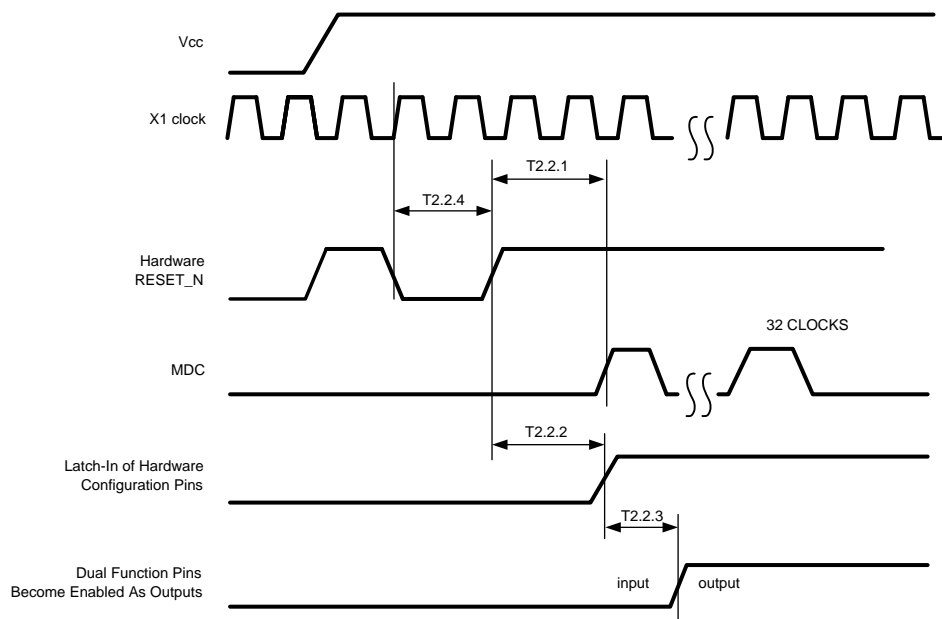 Vcc
X1 clock
T2.2.1
T2.2.4
Hardware
RESET_N
32 CLOCKS
MDC
T2.2.2
Latch-In of Hardware
Configuration Pins
T2.2.3
Dual Function Pins
Become Enabled As Outputs
input
output